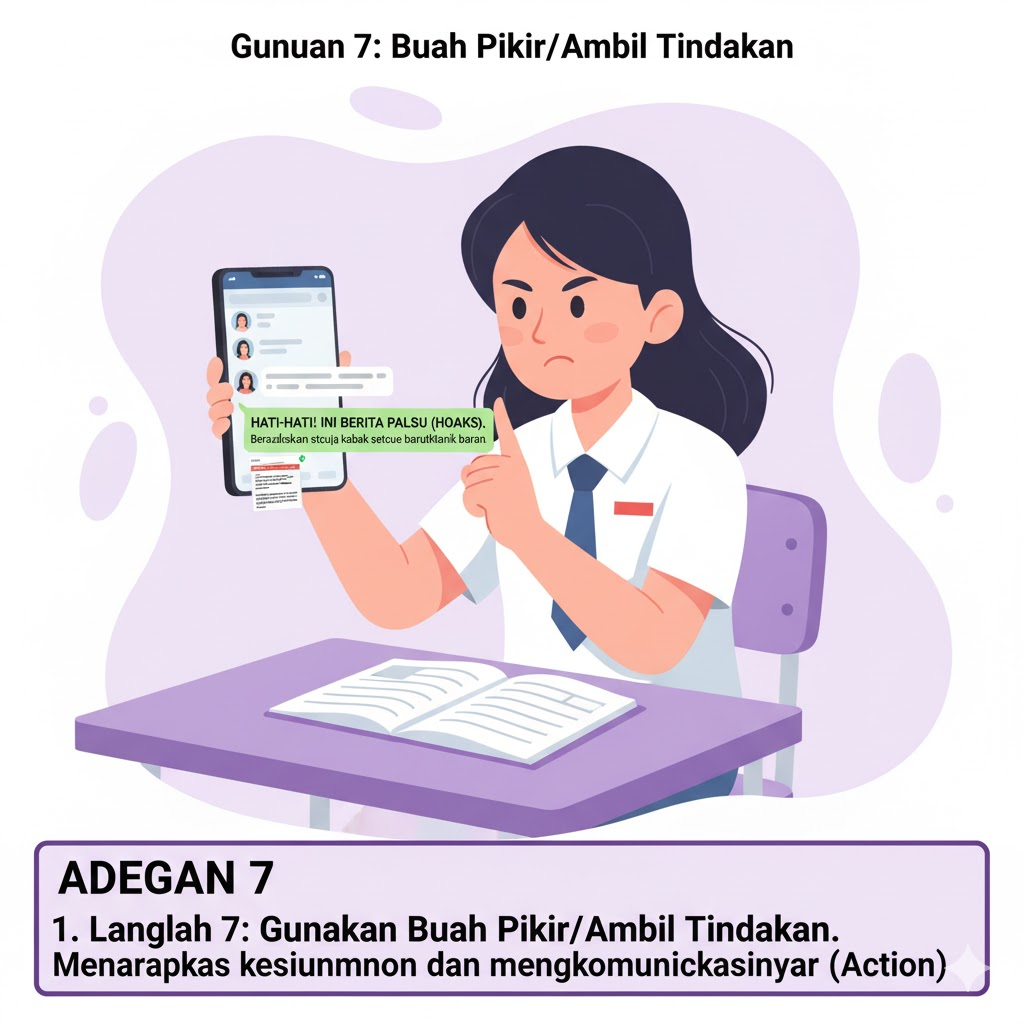 Gunuan 7: Buah Pikir/Ambil Tindakan
HATI-HATI! INI BERITA PALSU (HOAKS).
Berazılskan stcuja kabak setcue barutKlanik baran
ADEGAN 7
1. Langlah 7: Gunakan Buah Pikir/Ambil Tindakan.
Menarapkas kesiunmnon dan mengkomunickasinyar (Action)